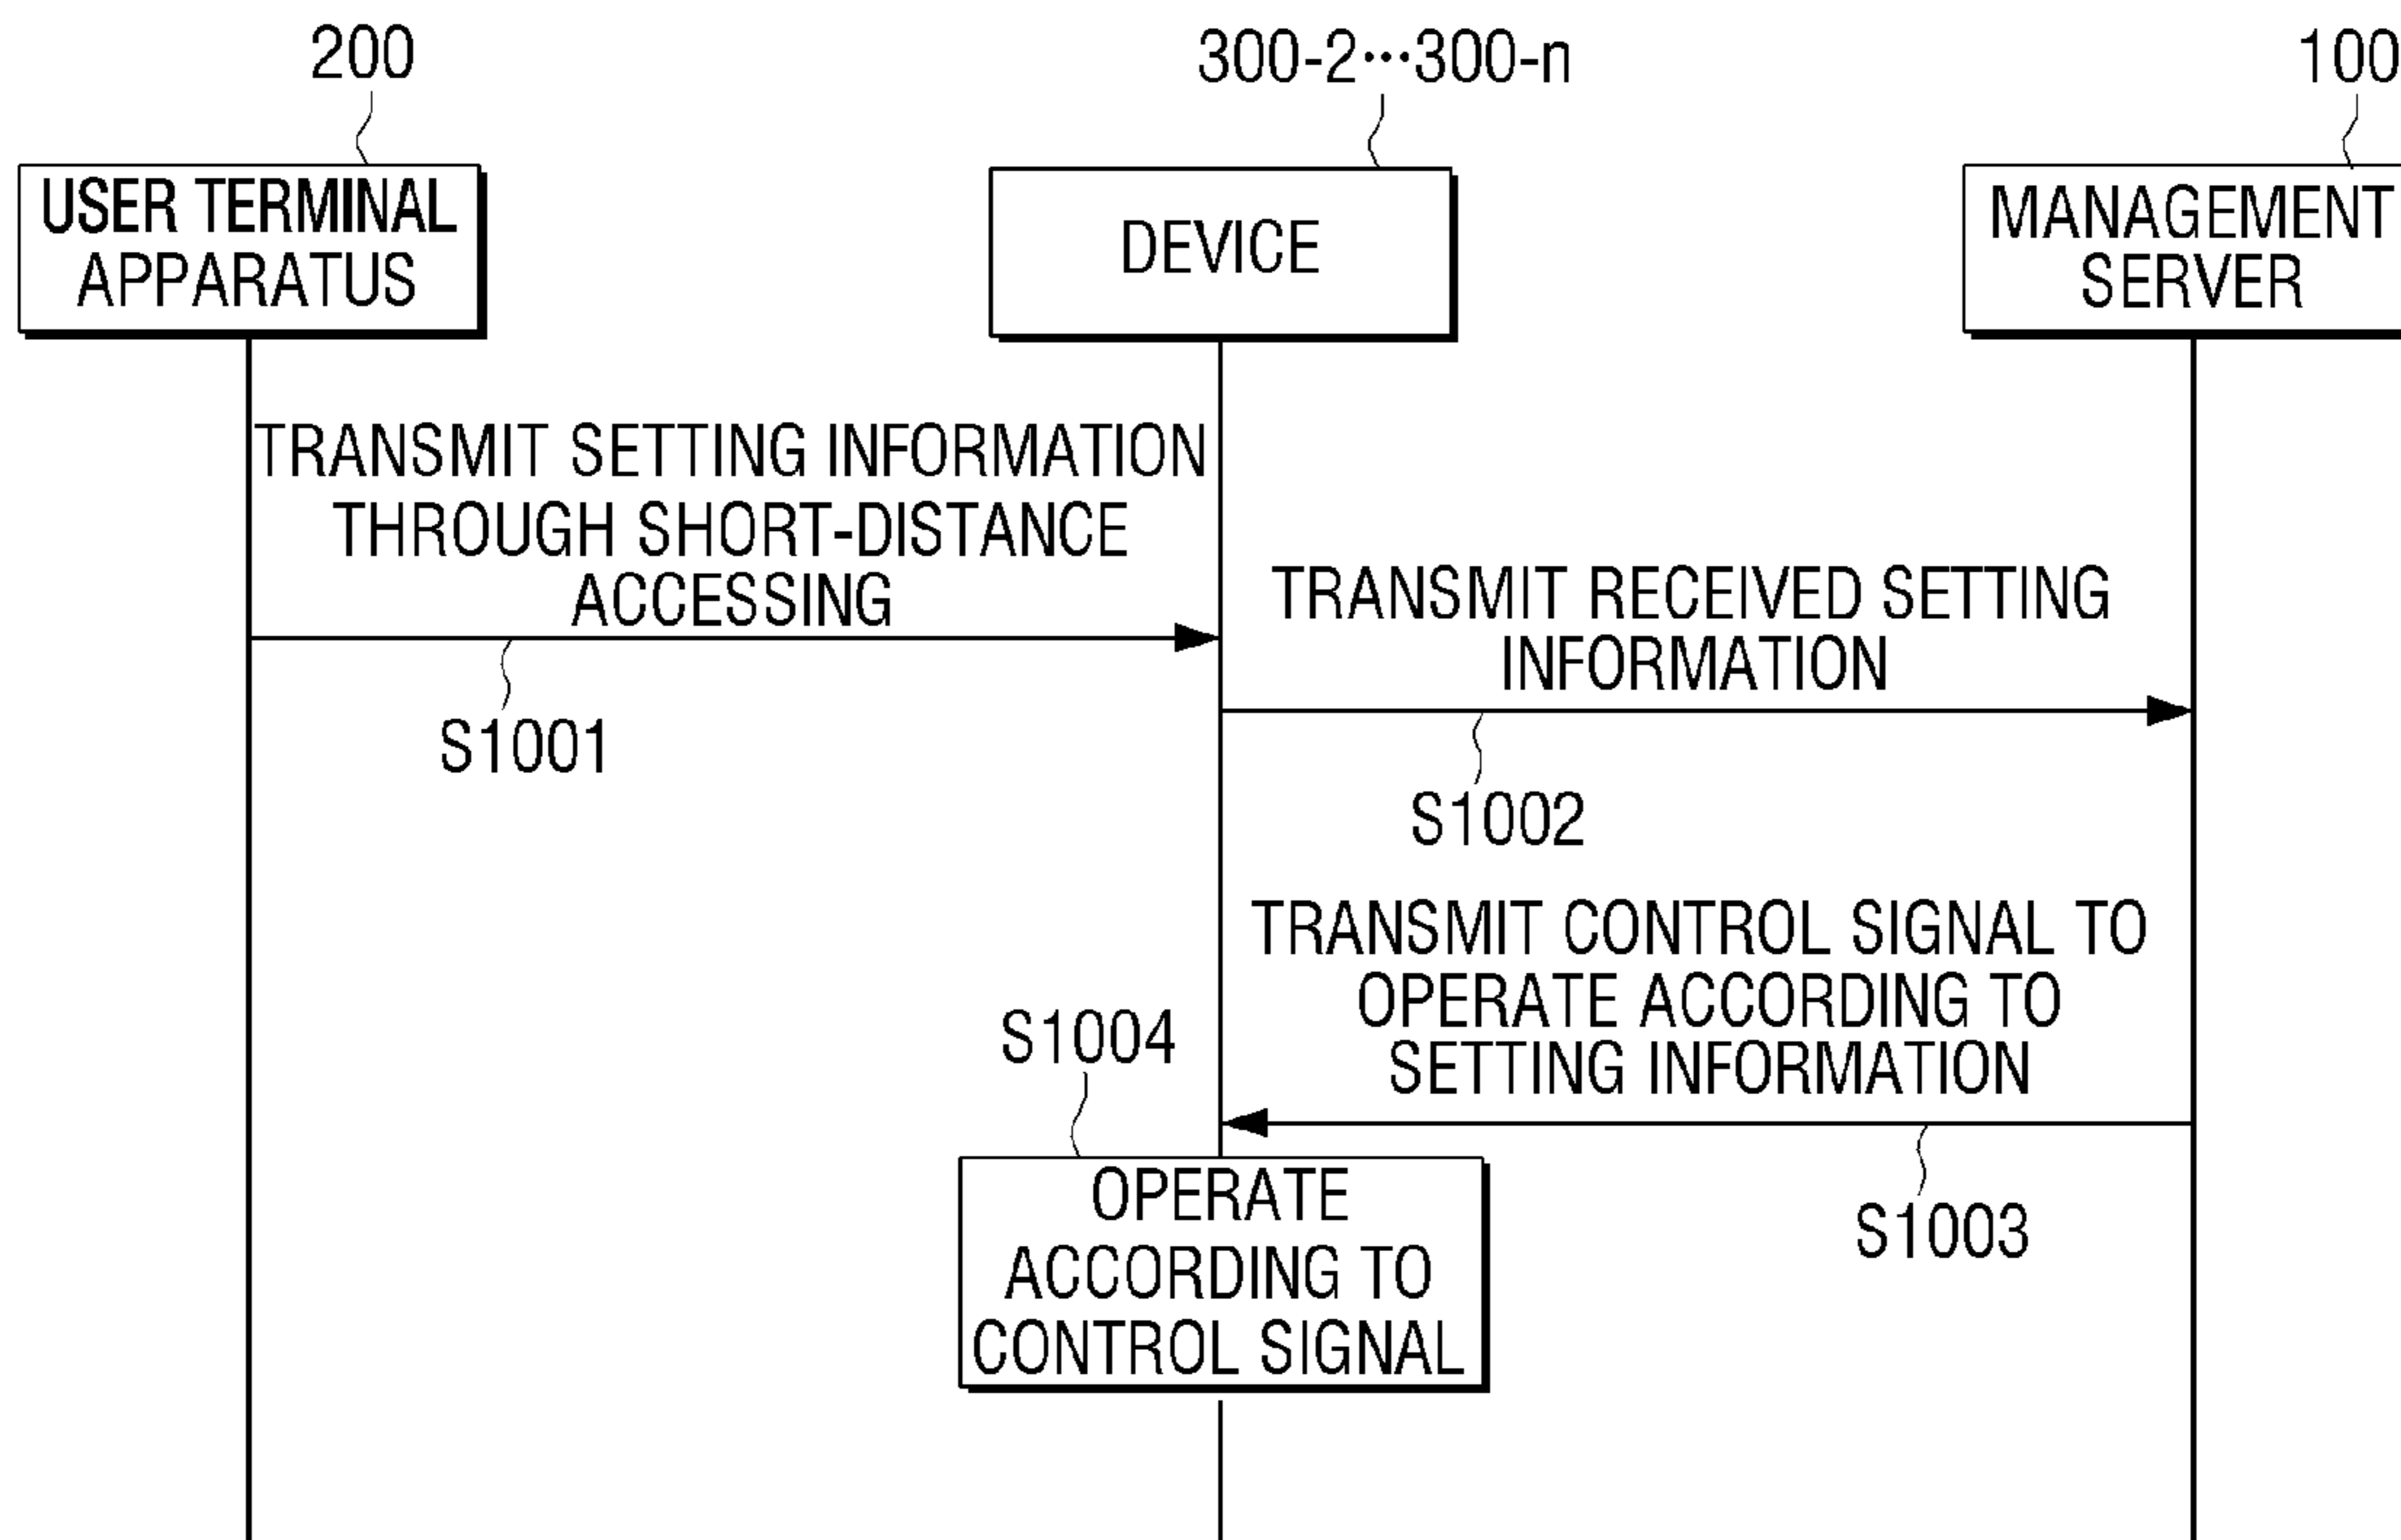 200
300-2···300-n
100
USER TERMINAL
APPARATUS
DEVICE
MANAGEMENT
SERVER
TRANSMIT SETTING INFORMATION
THROUGH SHORT-DISTANCE
ACCESSING
S1001
TRANSMIT RECEIVED SETTING
INFORMATION
S1002
TRANSMIT CONTROL SIGNAL TO
OPERATE ACCORDING TO
SETTING INFORMATION
S1003
S1004
OPERATE
ACCORDING TO
CONTROL SIGNAL